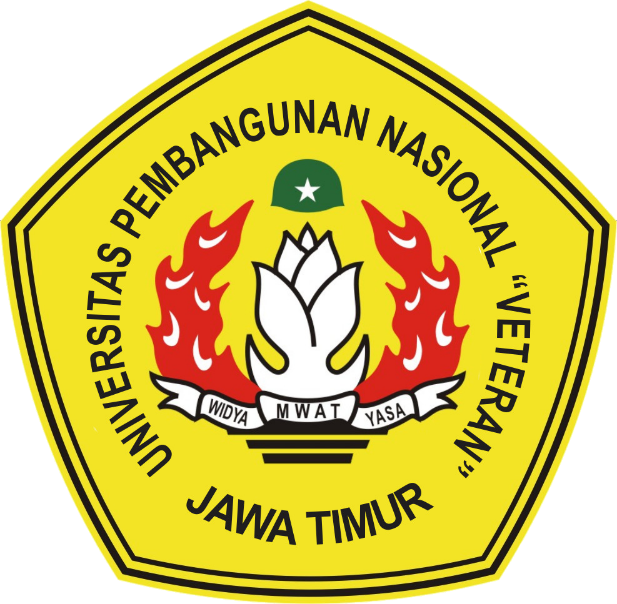 UNIVERSITAS PEMBANGUNAN NASIONAL “VETERAN”
WIDYA MWAT YASA
JAWA TIMUR